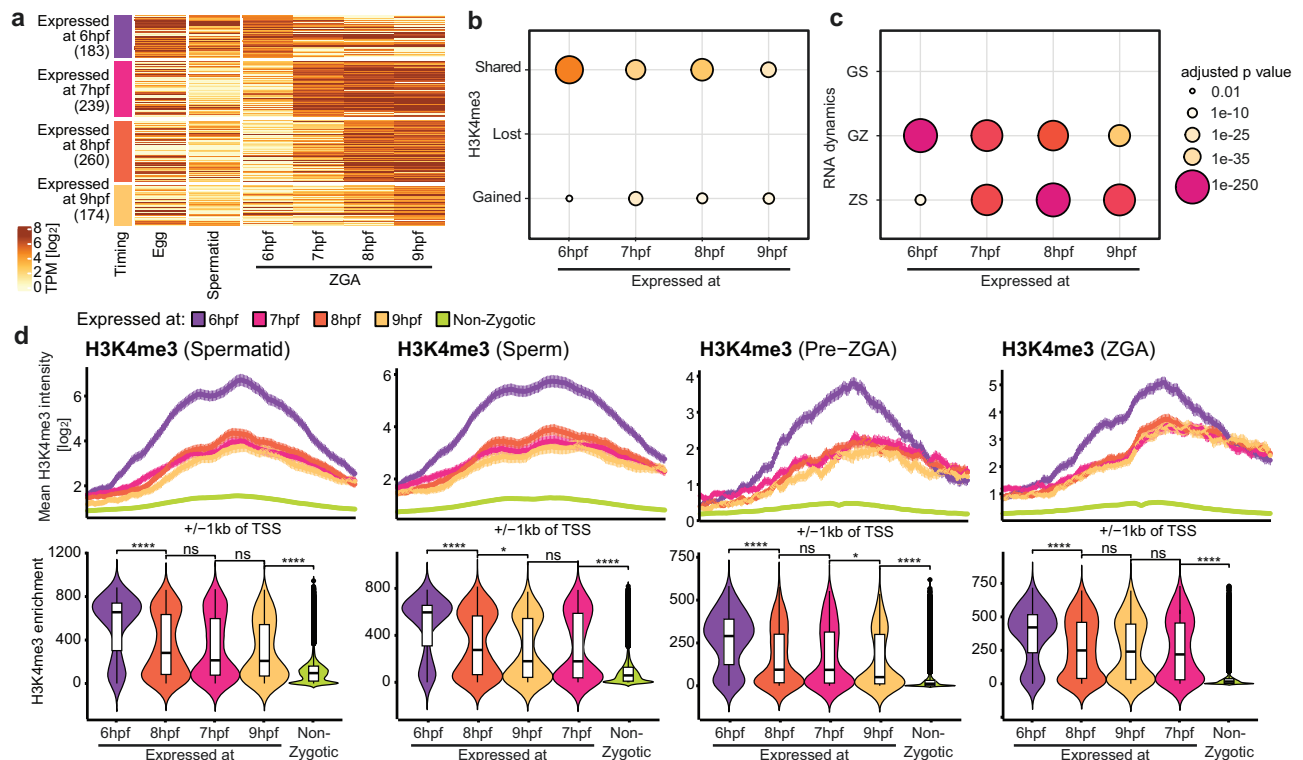 a
Expressed
at 6hpf
(183)
Expressed
at 7hpf
(239)
Expressed
at 8hpf
(260)
Expressed
at 9hpf
(174)
8
6
4
2
0
TPM [log2]
Timing
Egg
Spermatid
6hpf
7hpf
8hpf
9hpf
ZGA
b
H3K4me3
Shared
Lost
Gained
6hpf 7hpf 8hpf 9hpf
Expressed at
c
RNA dynamics
GS
GZ
ZS
6hpf 7hpf 8hpf 9hpf
Expressed at
adjusted p value
0.01
1e-10
1e-25
1e-35
1e-250
d
Expressed at: 6hpf 7hpf 8hpf 9hpf Non-Zygotic
H3K4me3 (Spermatid)
Mean H3K4me3 intensity
[log2]
6
4
2
+/−1kb of TSS
H3K4me3 (Sperm)
6
4
2
0
+/−1kb of TSS
H3K4me3 (Pre−ZGA)
4
3
2
1
0
+/−1kb of TSS
H3K4me3 (ZGA)
5
4
3
2
1
+/−1kb of TSS
H3K4me3 enrichment
1200
800
400
0
**** ns ns ****
6hpf 8hpf 7hpf 9hpf Non-
Zygotic
Expressed at
800
400
0
**** * ns ****
6hpf 8hpf 9hpf 7hpf Non-
Zygotic
Expressed at
750
500
250
0
**** ns * ****
6hpf 8hpf 7hpf 9hpf Non-
Zygotic
Expressed at
750
500
250
0
**** ns ns ****
6hpf 8hpf 9hpf 7hpf Non-
Zygotic
Expressed at